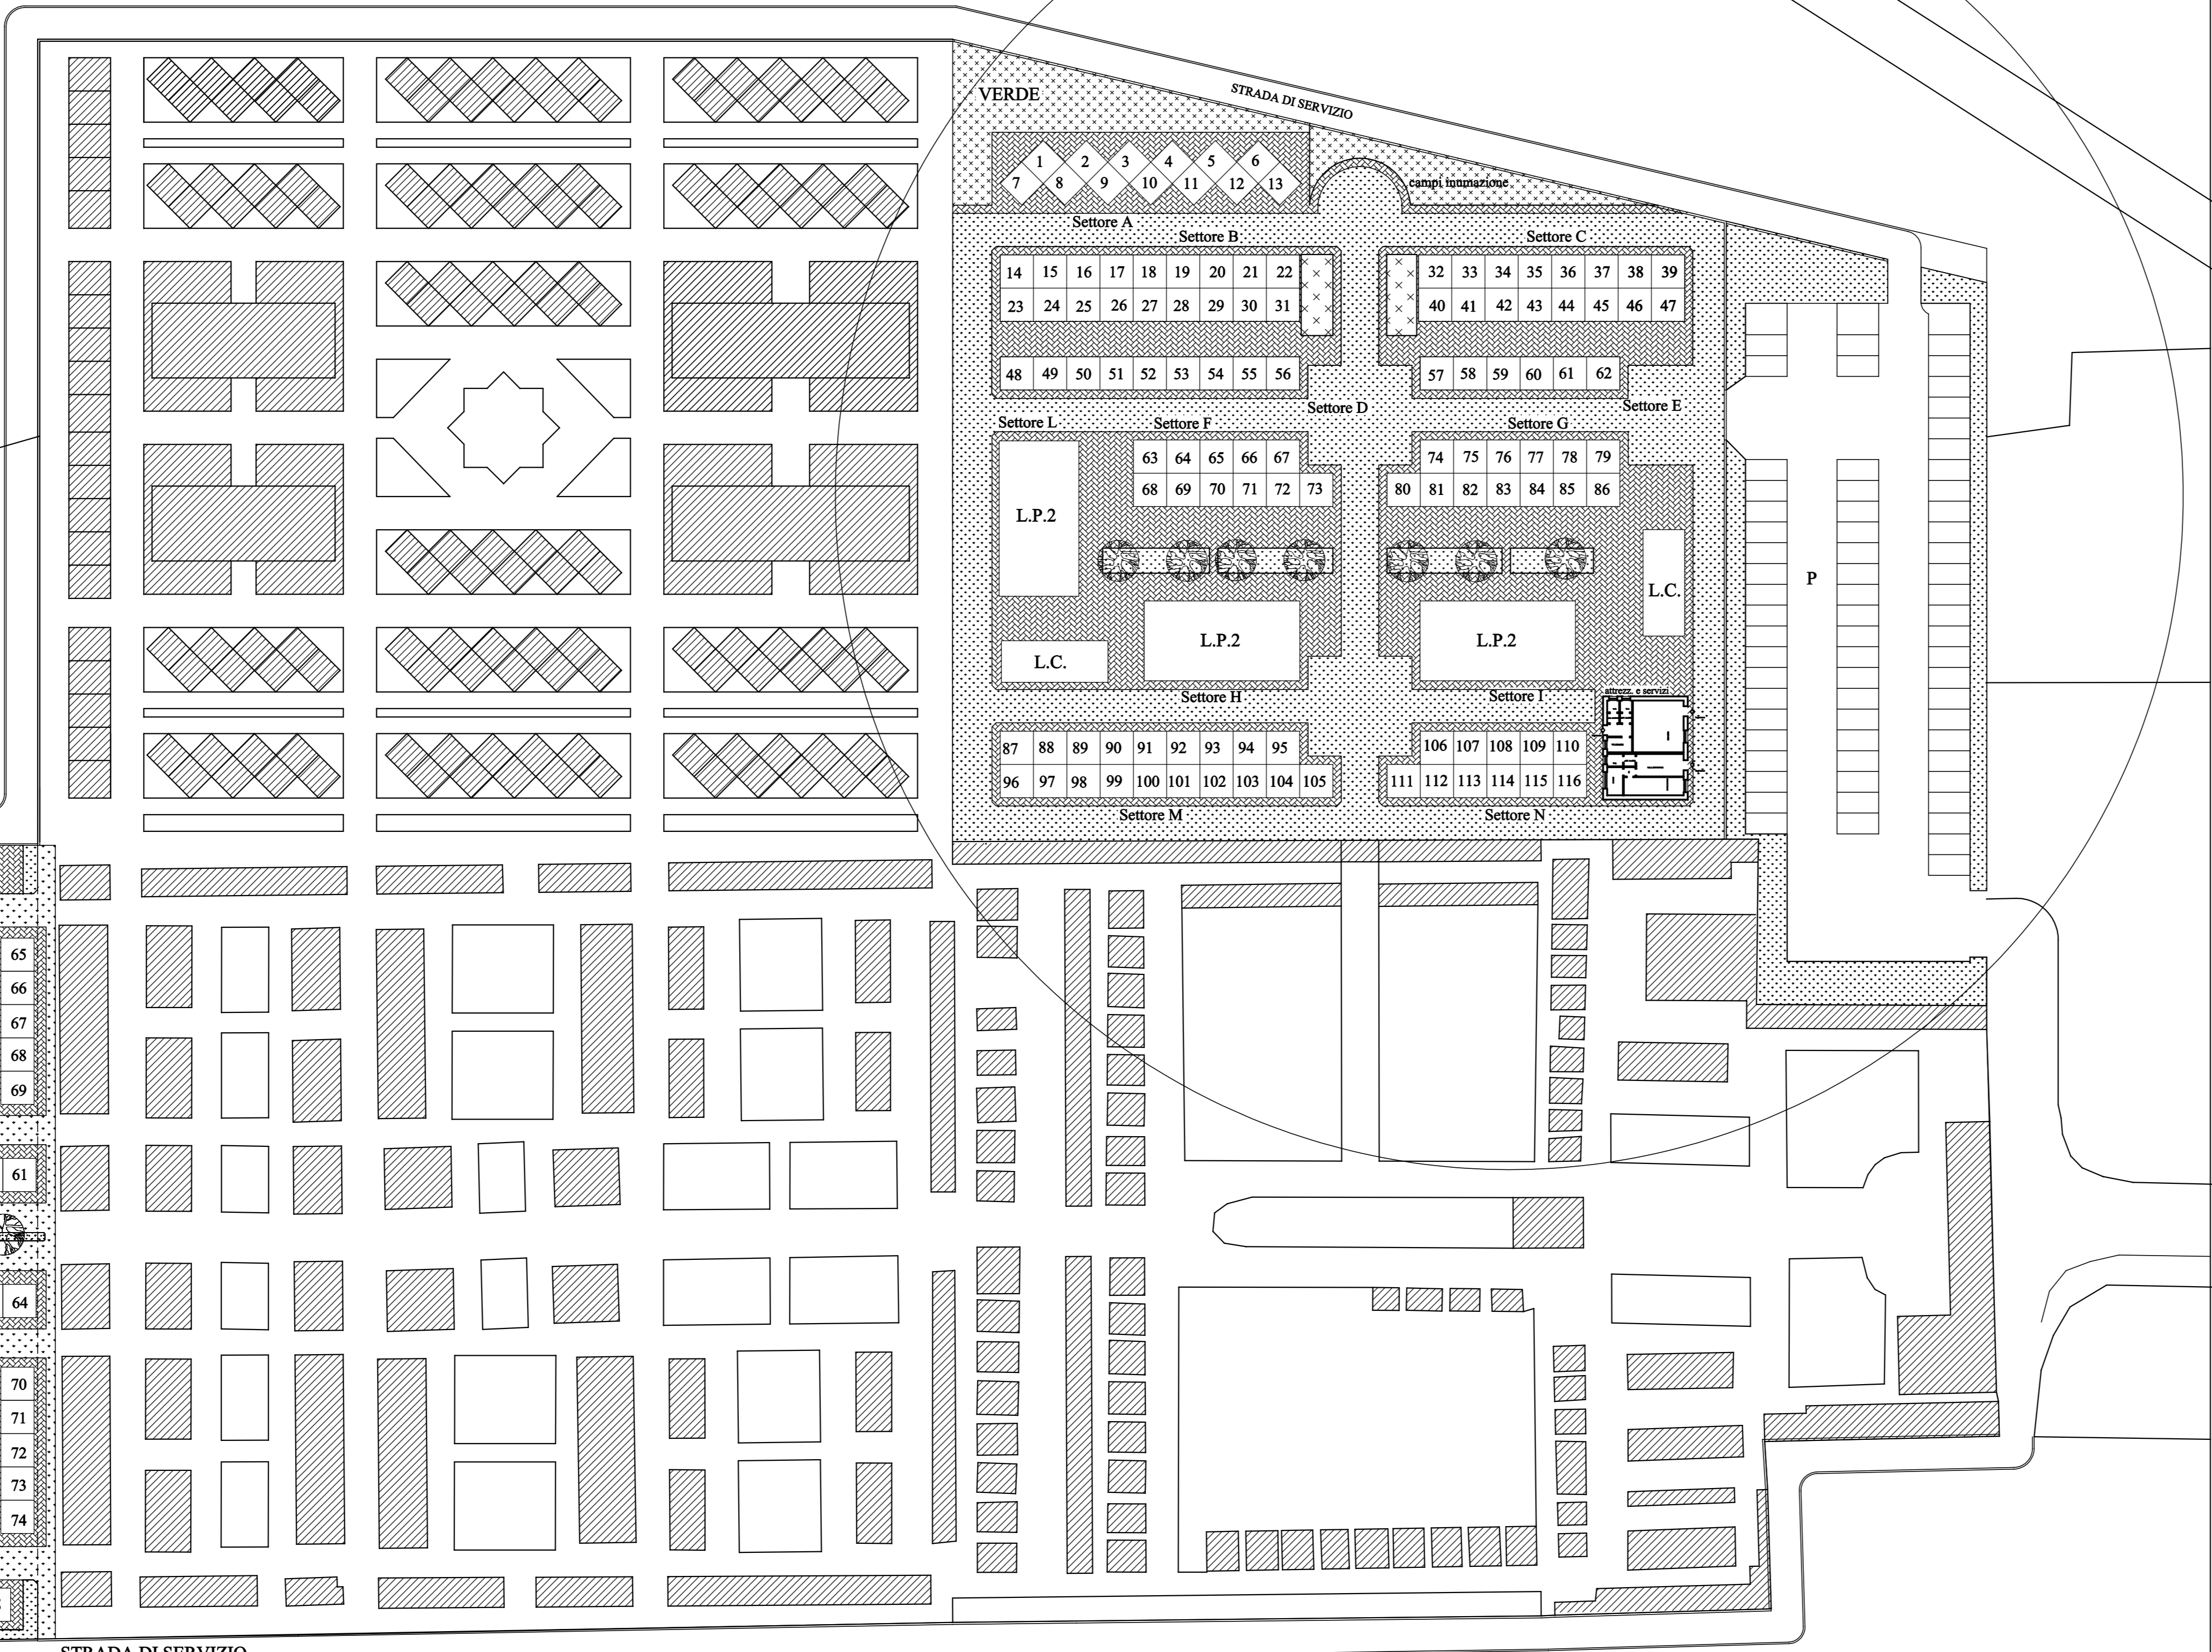 VERDE
STRADA DI SERVIZIO
1 2 3 4 5 6
7 8 9 10 11 12 13
campi inumazione
Settore A
Settore B
Settore C
14 15 16 17 18 19 20 21 22
32 33 34 35 36 37 38 39
23 24 25 26 27 28 29 30 31
40 41 42 43 44 45 46 47
48 49 50 51 52 53 54 55 56
57 58 59 60 61 62
Settore D
Settore E
Settore L
Settore F
Settore G
63 64 65 66 67
74 75 76 77 78 79
68 69 70 71 72 73
80 81 82 83 84 85 86
L.P.2
P
L.C.
L.P.2
L.P.2
L.C.
Settore H
Settore I
attrezz. e servizi
87 88 89 90 91 92 93 94 95
106 107 108 109 110
96 97 98 99 100 101 102 103 104 105
111 112 113 114 115 116
Settore M
Settore N
65
66
67
68
69
61
64
70
71
72
73
74
STRADA DI SERVIZIO